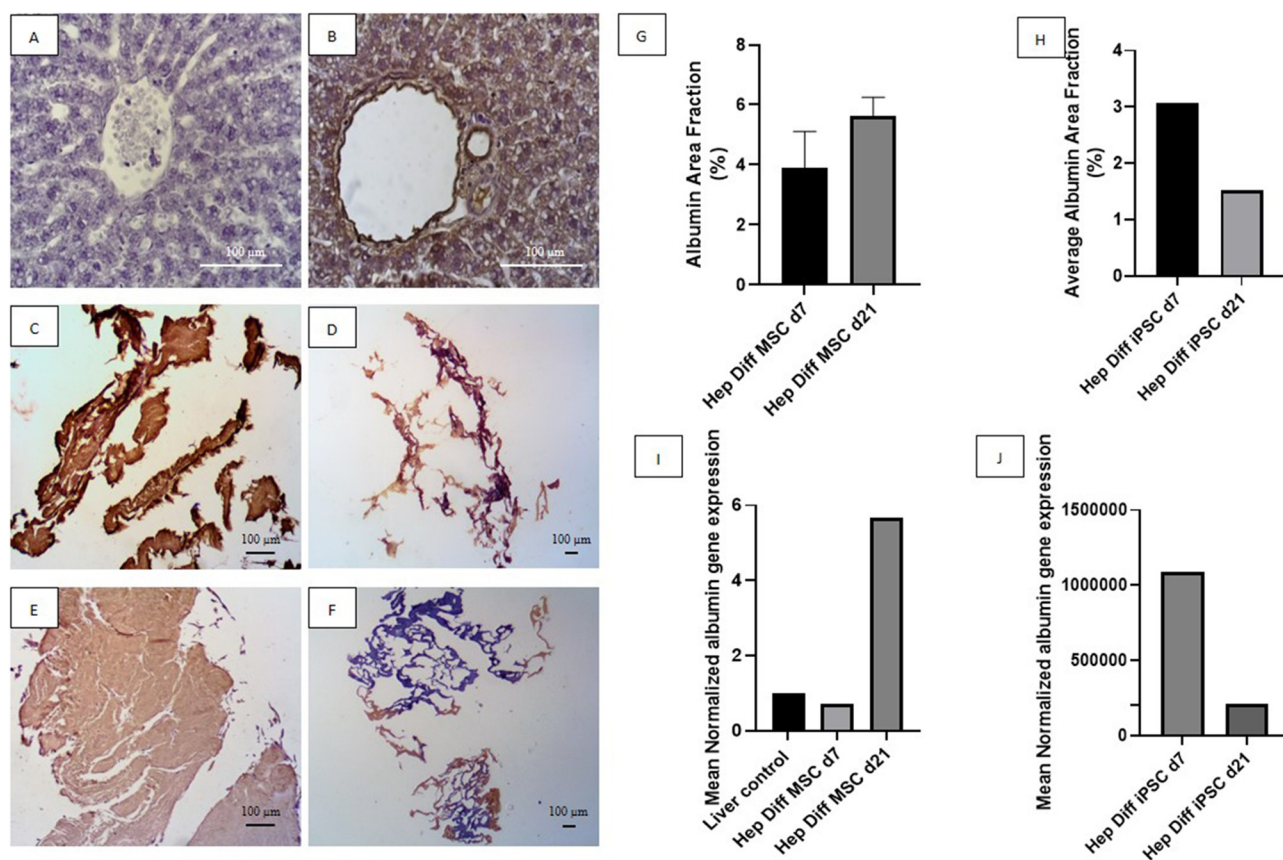 A
B
100 µm
100 µm
C
D
100 µm
100 µm
E
F
100 µm
100 µm
G
Albumin Area Fraction
(%)
8
6
4
2
0
Hep Diff MSC d7
Hep Diff MSC d21
H
Average Albumin Area Fraction
(%)
4
3
2
1
0
Hep Diff iPSC d7
Hep Diff iPSC d21
I
Mean Normalized albumin gene expression
6
4
2
0
Liver control
Hep Diff MSC d7
Hep Diff MSC d21
J
Mean Normalized albumin gene expression
1500000
1000000
500000
0
Hep Diff iPSC d7
Hep Diff iPSC d21